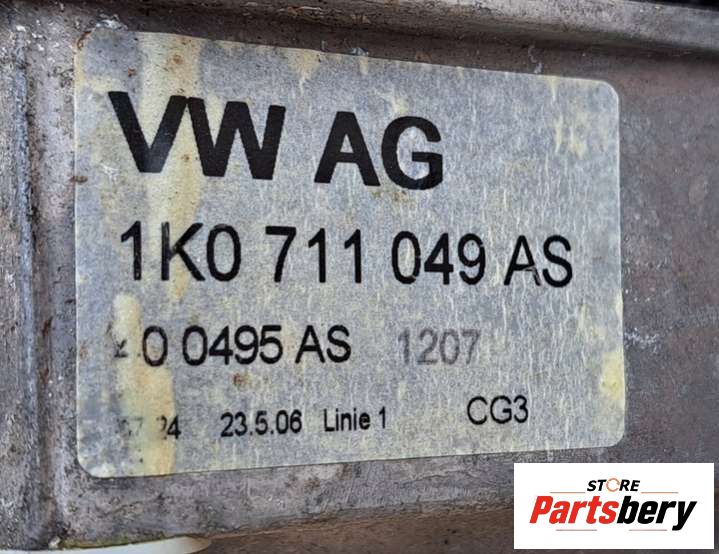 VW AG
1K0 711 049 AS
0 0495 AS 1207
23.5.06 Linie 1 CG3
STORE
Partsbery